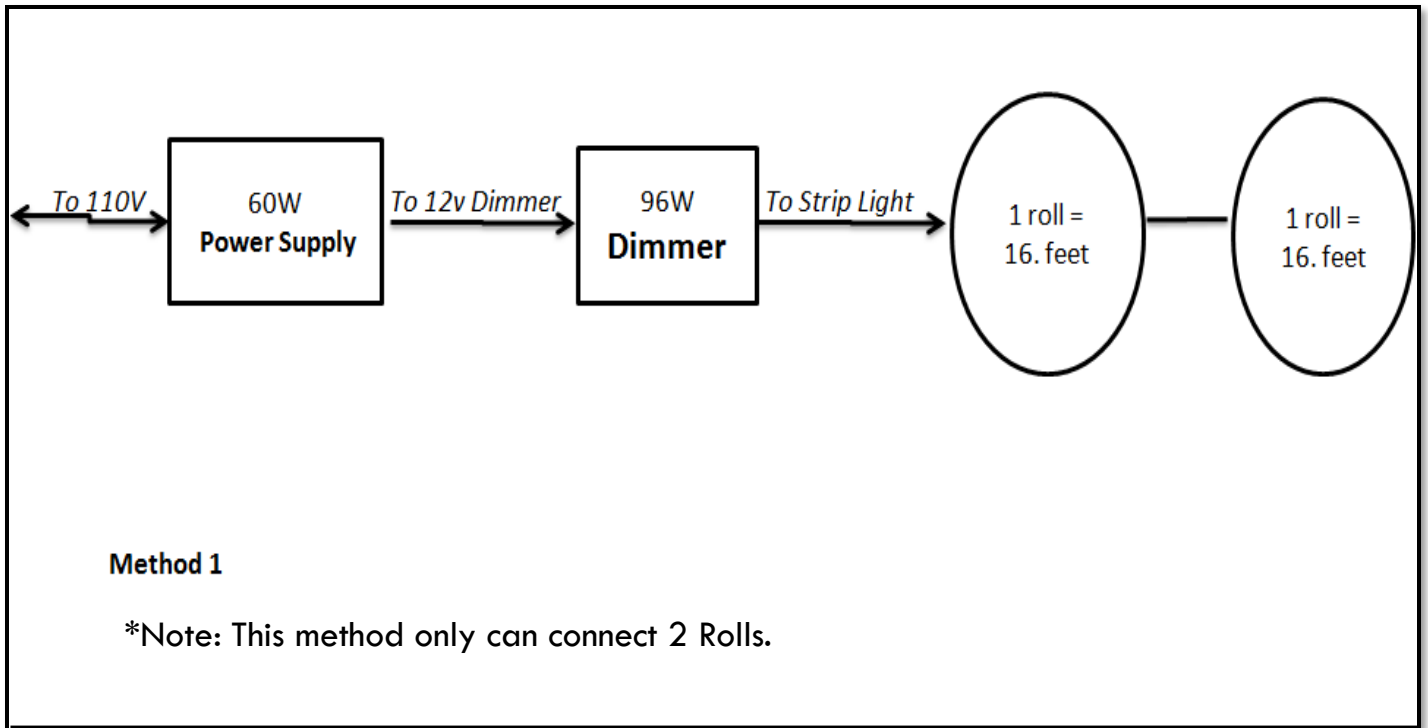 To 110V
60W
Power Supply
To 12v Dimmer
96W
Dimmer
To Strip Light
1 roll =
16. feet
1 roll =
16. feet
Method 1
*Note: This method only can connect 2 Rolls.